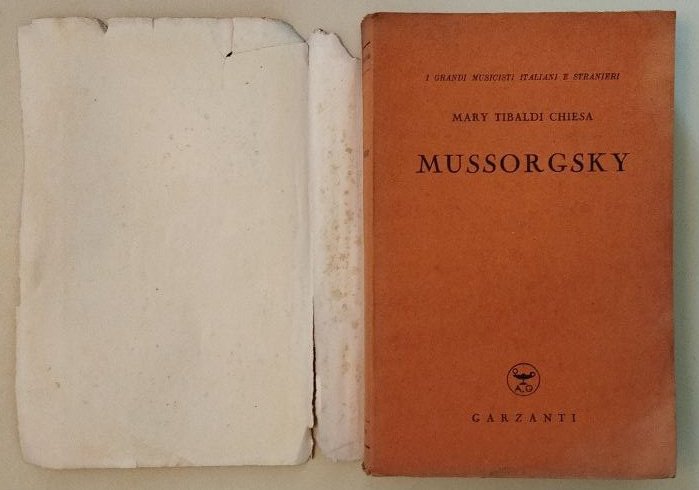 I GRANDI MUSICISTI ITALIANI E STRANIERI
MARY TIBALDI CHIESA
MUSSORGSKY
A. G.
GARZANTI